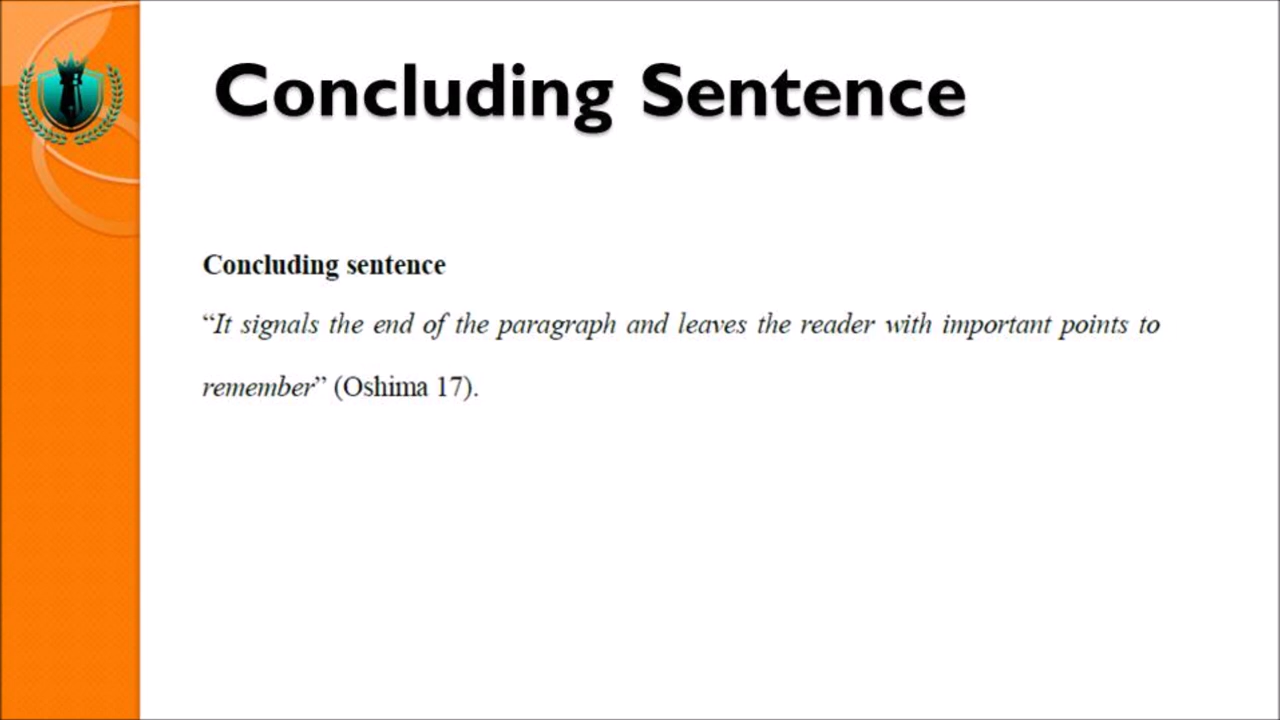 Concluding Sentence
Concluding sentence
“It signals the end of the paragraph and leaves the reader with important points to
remember” (Oshima 17).